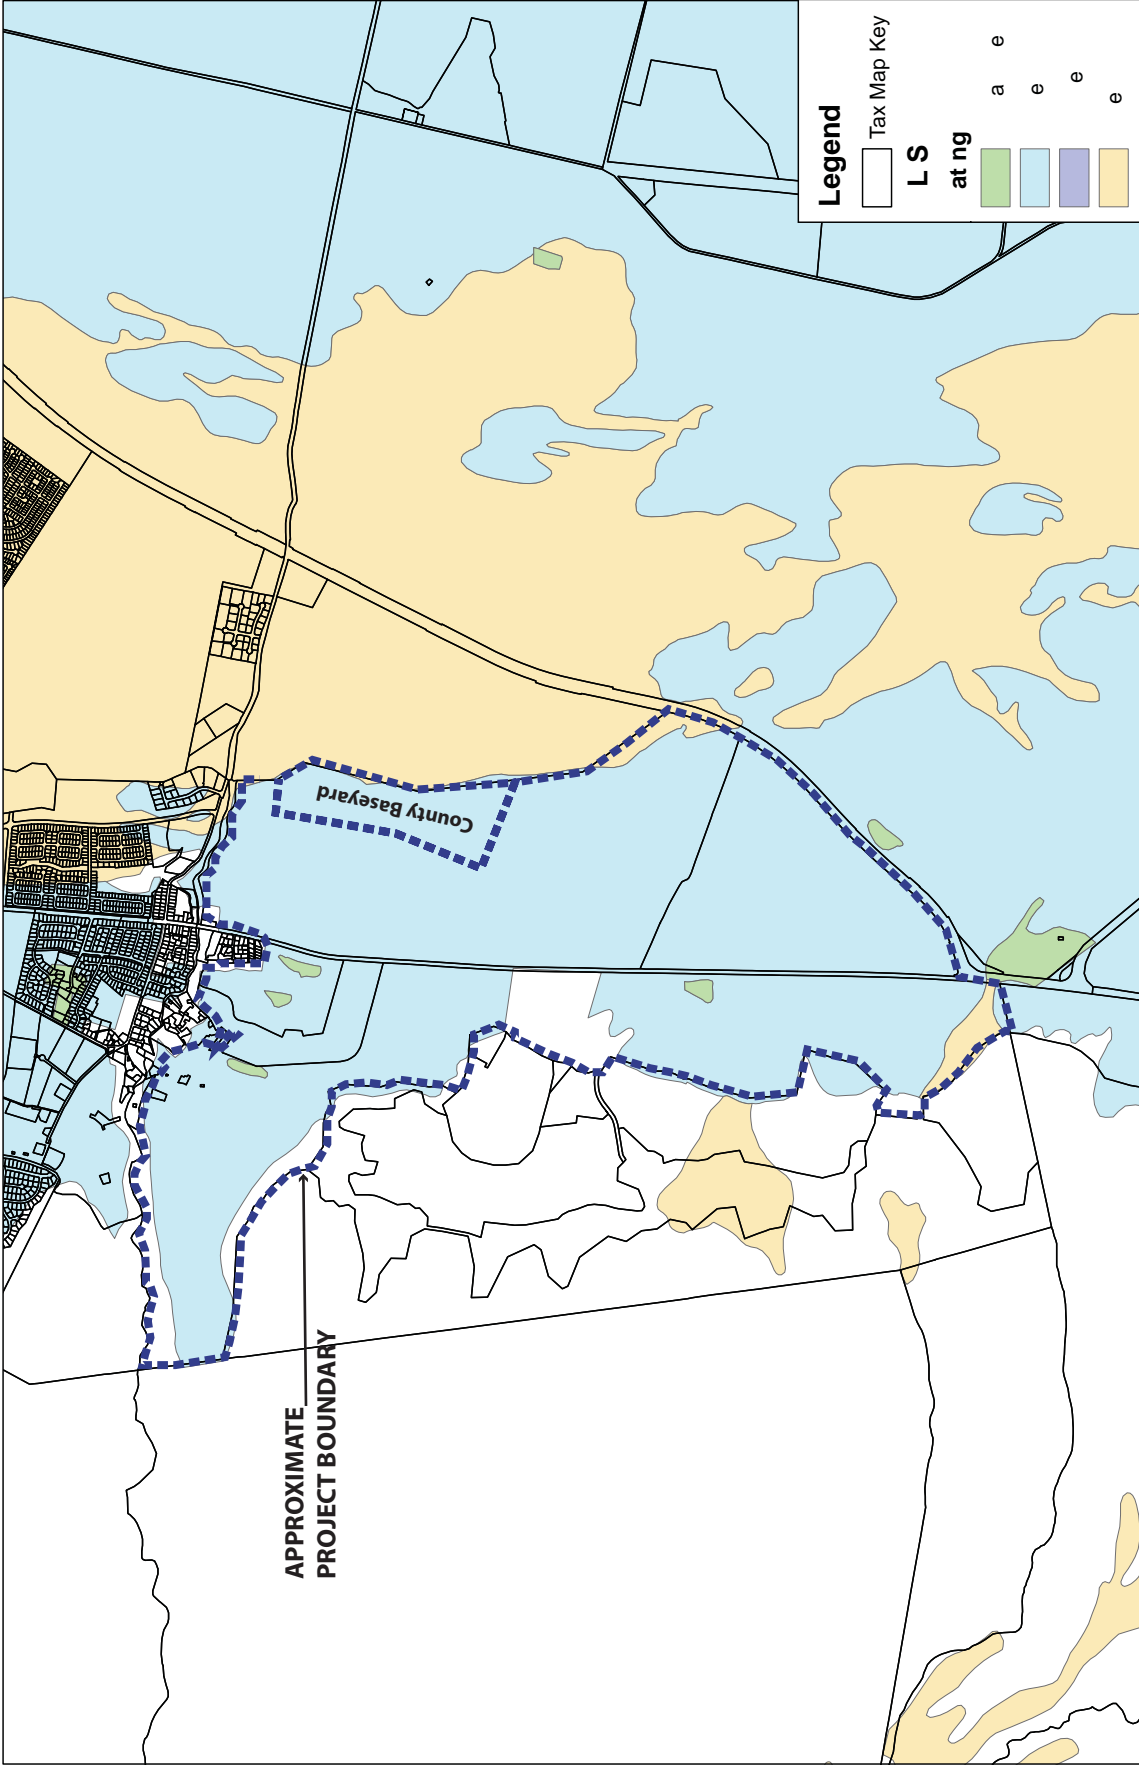 APPROXIMATE
PROJECT BOUNDARY
County Baseyard
Legend
Tax Map Key
L S
at ng
a e
e
e
e